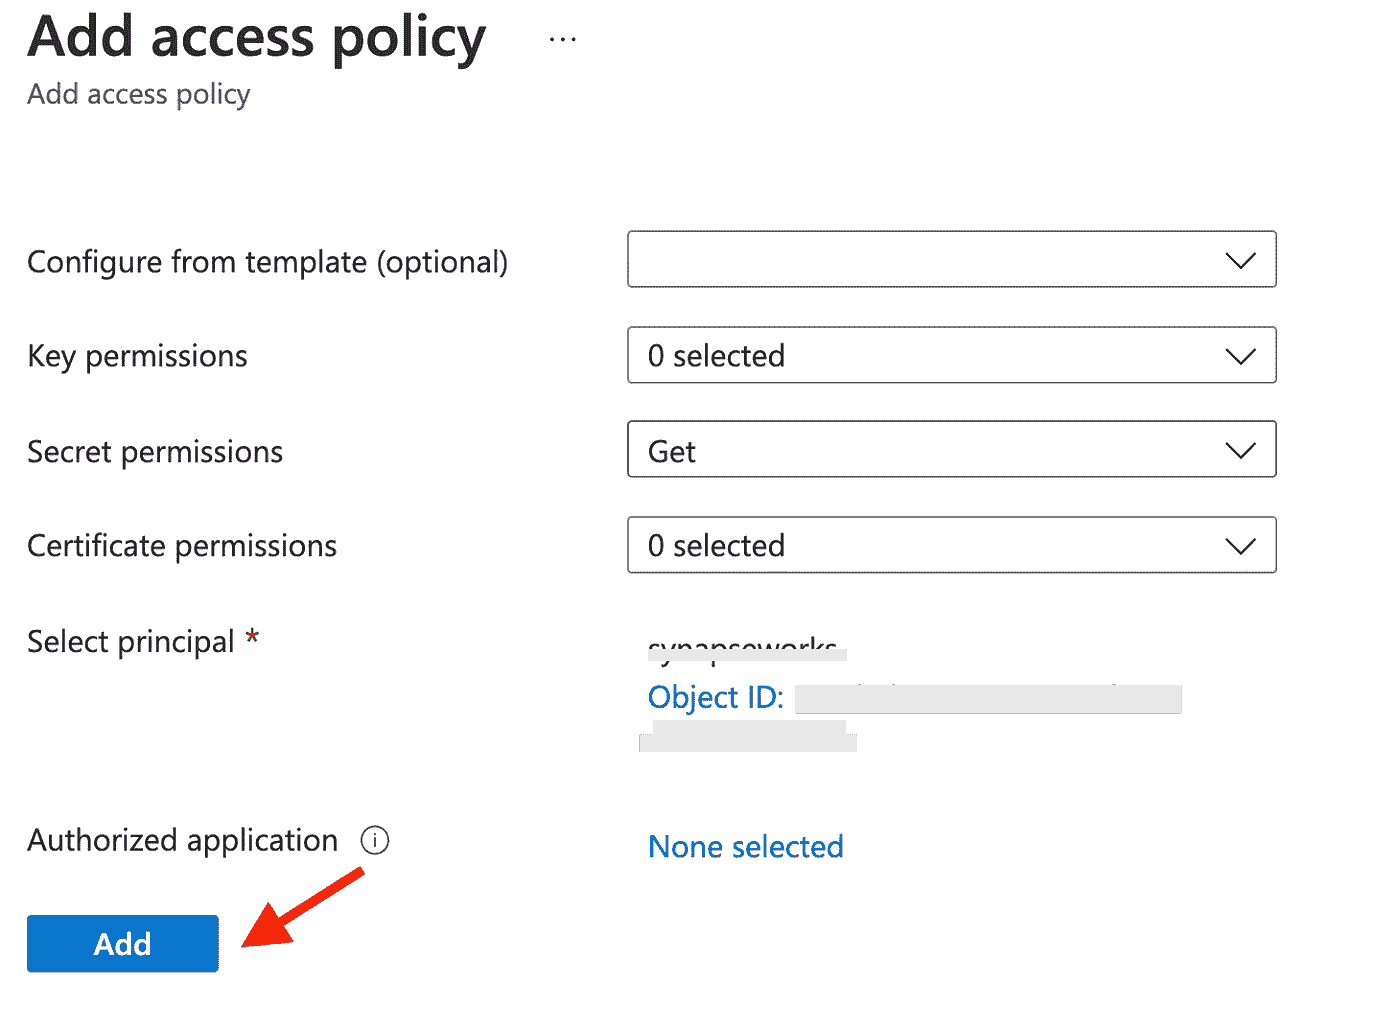 Add access policy ...
Add access policy
Configure from template (optional)
Key permissions 0 selected
Secret permissions Get
Certificate permissions 0 selected
Select principal * synapseworks
Object ID:
Authorized application i None selected
Add